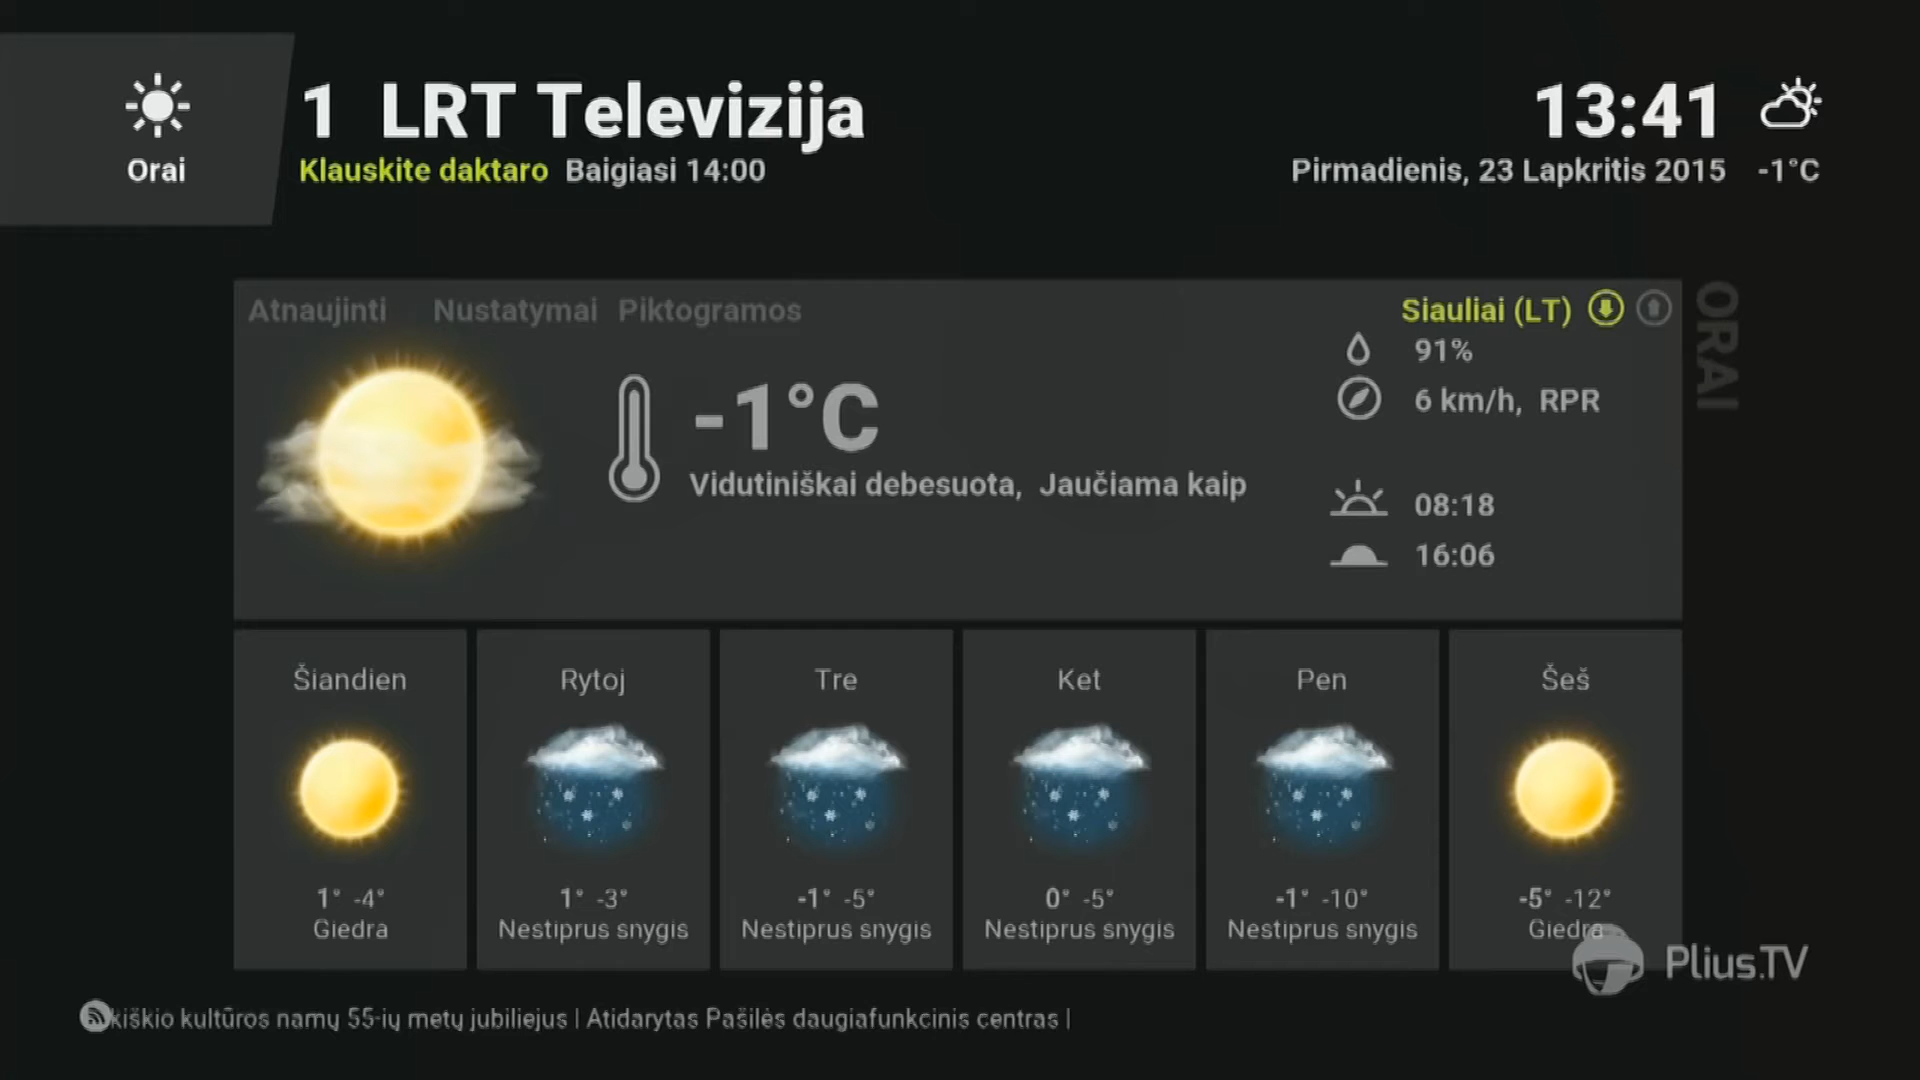 1 LRT Televizija
13:41
Orai
Klauskite daktaro Baigiasi 14:00
Pirmadienis, 23 Lapkritis 2015 -1°C
Atnaujinti Nustatymai Piktogramos
Siauliai (LT)
ORAI
91%
-1°C
6 km/h, RPR
Vidutiniškai debesuota, Jaučiama kaip
08:18
16:06
Šiandien Rytoj Tre Ket Pen Šeš
1° -4° 1° -3° -1° -5° 0° -5° -1° -10° -5° -12°
Giedra Nestiprus snygis Nestiprus snygis Nestiprus snygis Nestiprus snygis Giedra
Plius.TV
kiškio kultūros namų 55-ių metų jubiliejus | Atidarytas Pašilės daugiafunkcinis centras |